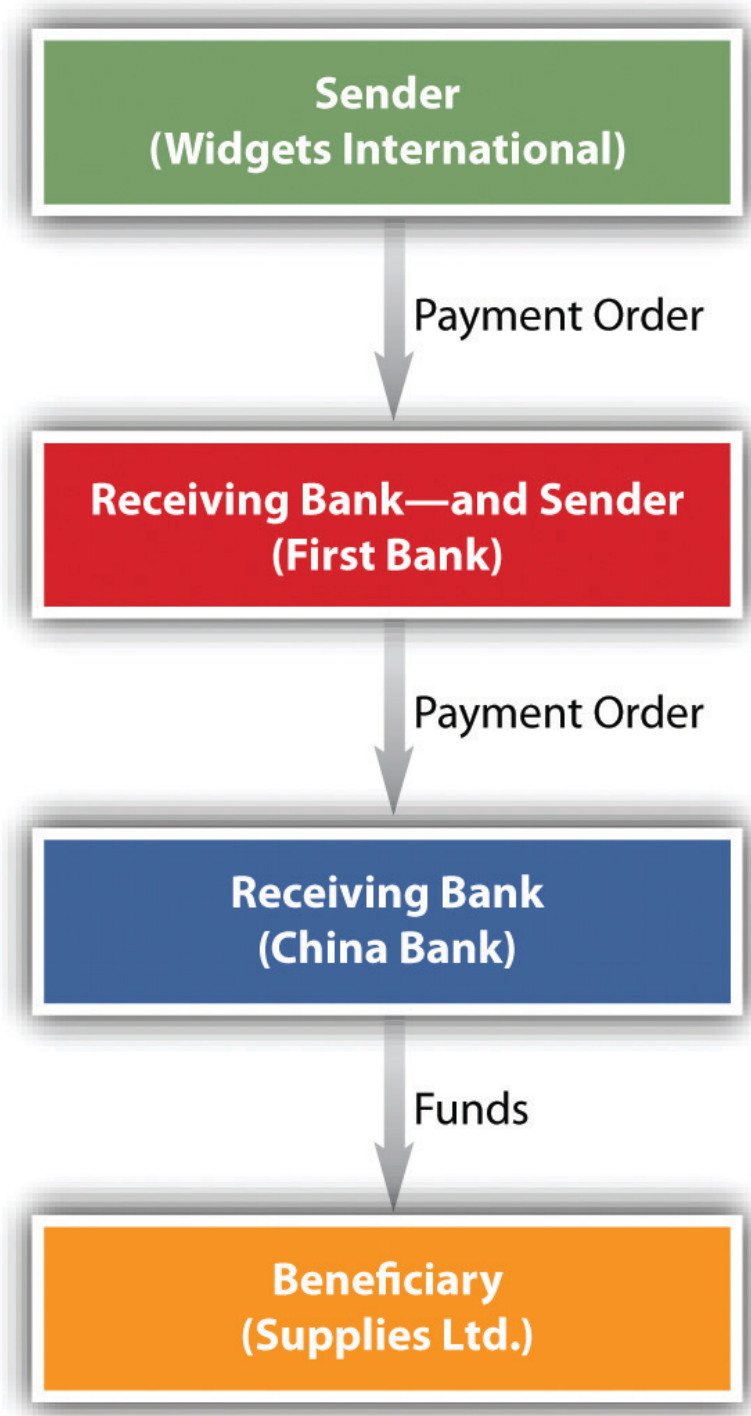 Sender
(Widgets International)
Payment Order
Receiving Bank—and Sender
(First Bank)
Payment Order
Receiving Bank
(China Bank)
Funds
Beneficiary
(Supplies Ltd.)